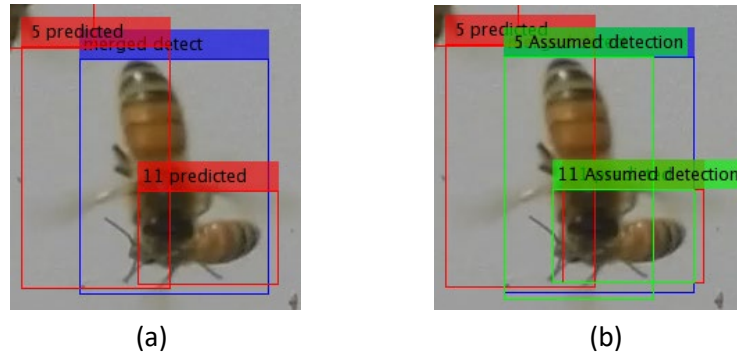 5 predicted
merged detect
11 predicted
5 predicted
5 Assumed detection
11 Assumed detection
(a)
(b)